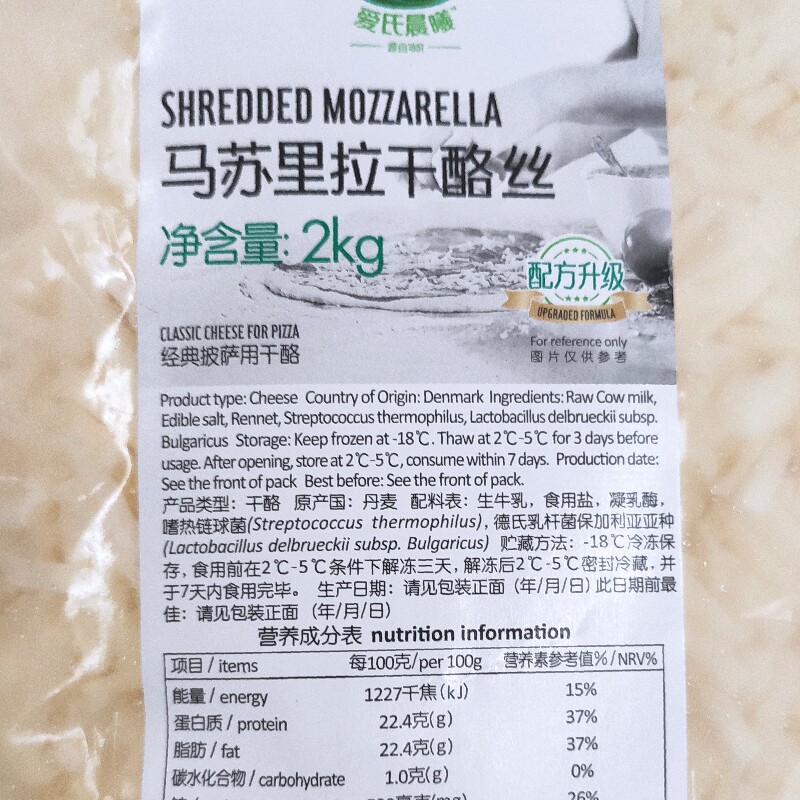 爱氏晨曦
SHREDDED MOZZARELLA
马苏里拉干酪丝
净含量: 2kg
配方升级
UPGRADED FORMULA
CLASSIC CHEESE FOR PIZZA
经典披萨用干酪
For reference only
图片仅供参考
Product type: Cheese Country of Origin: Denmark Ingredients: Raw Cow milk,
Edible salt, Rennet, Streptococcus thermophilus, Lactobacillus delbrueckii subsp.
Bulgaricus Storage: Keep frozen at -18℃. Thaw at 2℃-5℃ for 3 days before
usage. After opening, store at 2℃-5℃, consume within 7 days. Production date:
See the front of pack Best before: See the front of pack.
产品类型：干酪 原产国：丹麦 配料表：生牛乳，食用盐，凝乳酶，
嗜热链球菌(Streptococcus thermophilus)，德氏乳杆菌保加利亚亚种
(Lactobacillus delbrueckii subsp. Bulgaricus) 贮藏方法：-18℃冷冻保
存，食用前在2℃-5℃条件下解冻三天，解冻后2℃-5℃密封冷藏，并
于7天内食用完毕。 生产日期：请见包装正面（年/月/日）此日期前最
佳：请见包装正面 （年/月/日）
营养成分表 nutrition information
项目 / items 每100克/per 100g 营养素参考值% / NRV%
能量 / energy 1227千焦(kJ) 15%
蛋白质 / protein 22.4克(g) 37%
脂肪 / fat 22.4克(g) 37%
碳水化合物 / carbohydrate 1.0克(g) 0%
26%